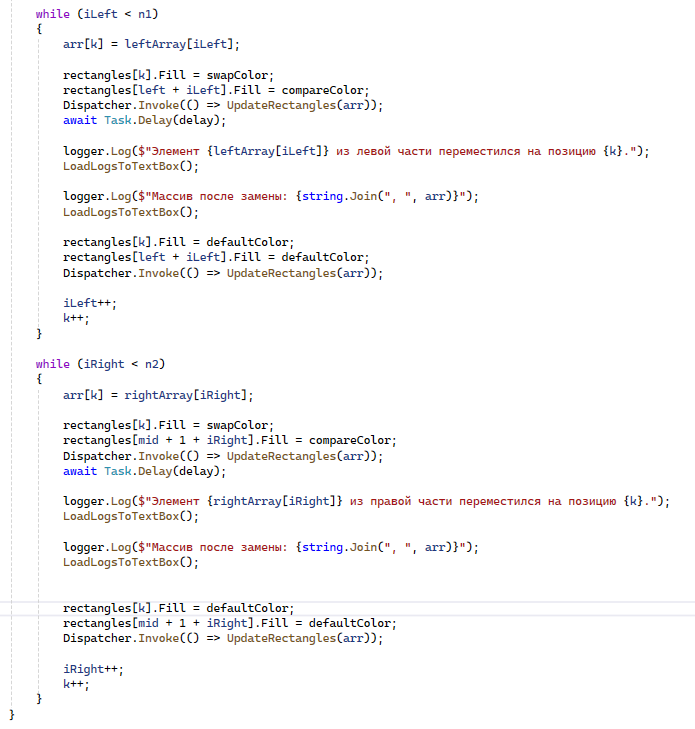 while (iLeft < n1)
{
arr[k] = leftArray[iLeft];
rectangles[k].Fill = swapColor;
rectangles[left + iLeft].Fill = compareColor;
Dispatcher.Invoke(() => UpdateRectangles(arr));
await Task.Delay(delay);
logger.Log($"Элемент {leftArray[iLeft]} из левой части переместился на позицию {k}.");
LoadLogsToTextBox();
logger.Log($"Массив после замены: {string.Join(", ", arr)}");
LoadLogsToTextBox();
rectangles[k].Fill = defaultColor;
rectangles[left + iLeft].Fill = defaultColor;
Dispatcher.Invoke(() => UpdateRectangles(arr));
iLeft++;
k++;
}
while (iRight < n2)
{
arr[k] = rightArray[iRight];
rectangles[k].Fill = swapColor;
rectangles[mid + 1 + iRight].Fill = compareColor;
Dispatcher.Invoke(() => UpdateRectangles(arr));
await Task.Delay(delay);
logger.Log($"Элемент {rightArray[iRight]} из правой части переместился на позицию {k}.");
LoadLogsToTextBox();
logger.Log($"Массив после замены: {string.Join(", ", arr)}");
LoadLogsToTextBox();
rectangles[k].Fill = defaultColor;
rectangles[mid + 1 + iRight].Fill = defaultColor;
Dispatcher.Invoke(() => UpdateRectangles(arr));
iRight++;
k++;
}
}